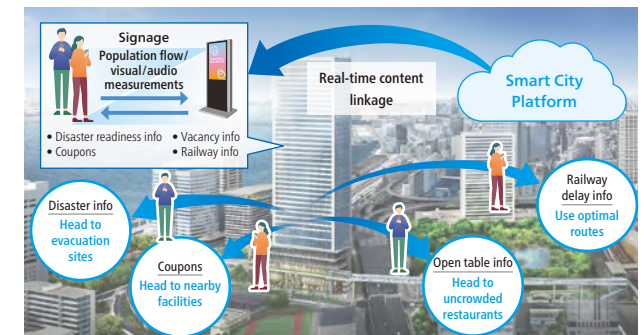 Signage
Population flow/
visual/audio
measurements
• Disaster readiness info
• Vacancy info
• Coupons
• Railway info
Real-time content
linkage
Smart City
Platform
Disaster info
Head to
evacuation
sites
Coupons
Head to nearby
facilities
Open table info
Head to
uncrowded
restaurants
Railway
delay info
Use optimal
routes